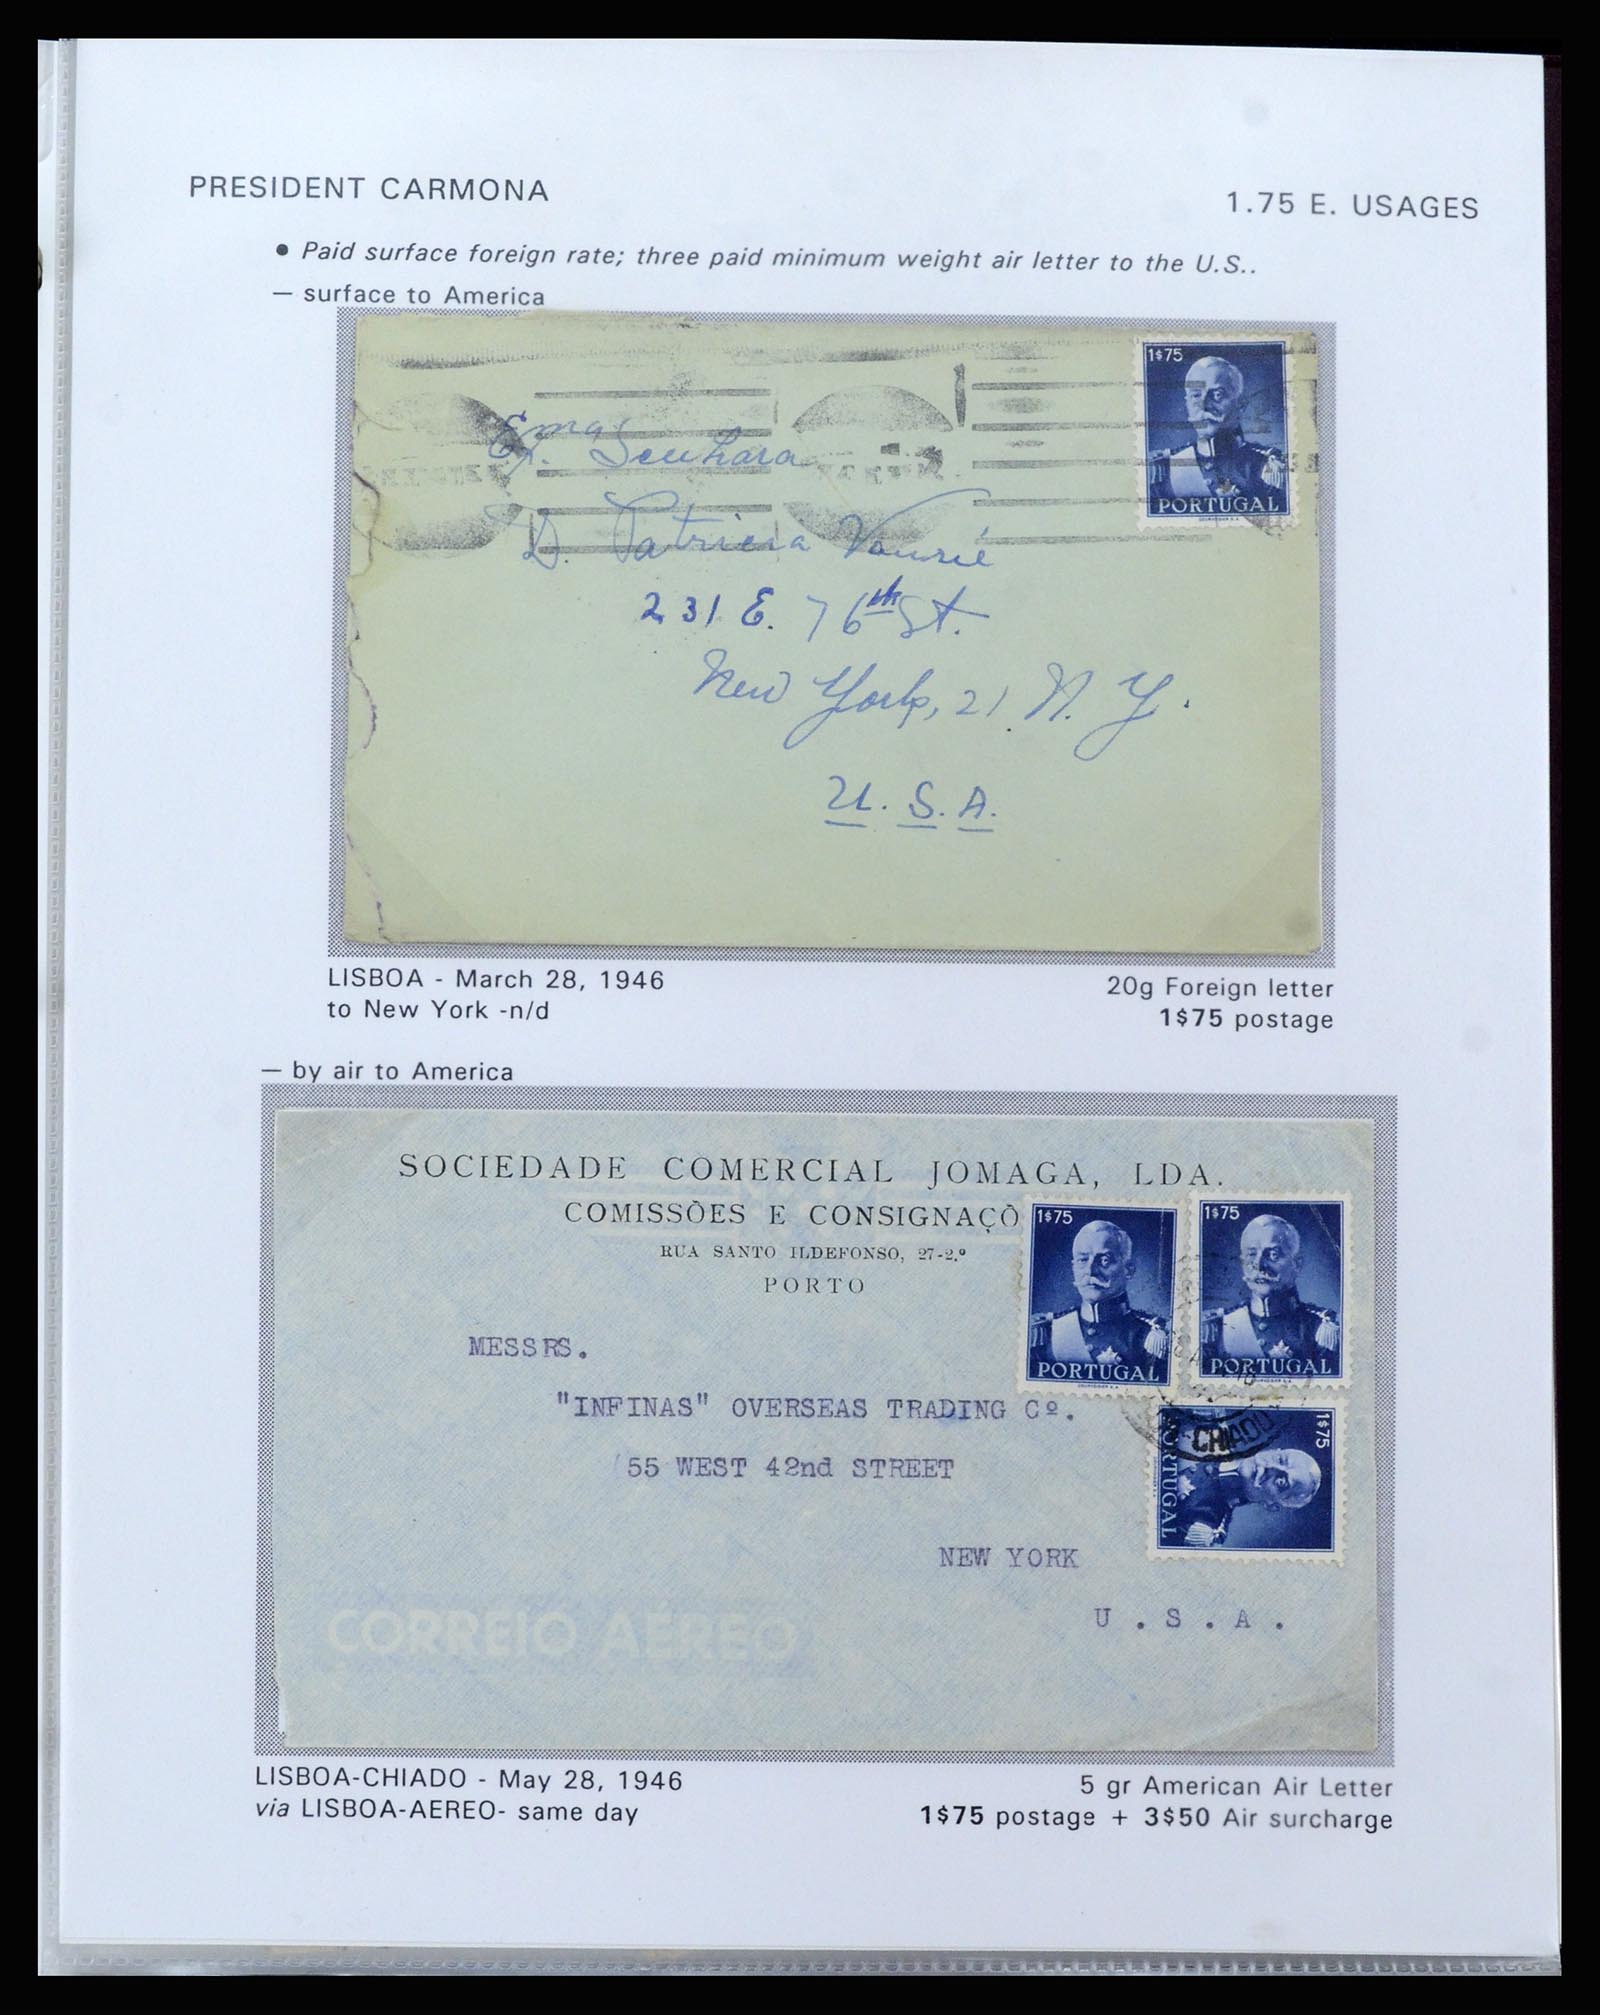 PRESIDENT CARMONA
1.75 E. USAGES
• Paid surface foreign rate; three paid minimum weight air letter to the U.S..
— surface to America
1$75
PORTUGAL
Exma Senhora
D. Patricia
231 E. 76th St.
New York, 21 N. Y.
U. S. A.
LISBOA - March 28, 1946
to New York -n/d
20g Foreign letter
1$75 postage
— by air to America
SOCIEDADE COMERCIAL JOMAGA, LDA.
COMISSÕES E CONSIGNAÇÕ
RUA SANTO ILDEFONSO, 27-2.º
PORTO
1$75
PORTUGAL
1$75
PORTUGAL
1$75
PORTUGAL
CHIADO
MESSRS.
"INFINAS" OVERSEAS TRADING Cº.
55 WEST 42nd STREET
NEW YORK
U . S . A .
CORREIO AÉREO
LISBOA-CHIADO - May 28, 1946
via LISBOA-AEREO- same day
5 gr American Air Letter
1$75 postage + 3$50 Air surcharge